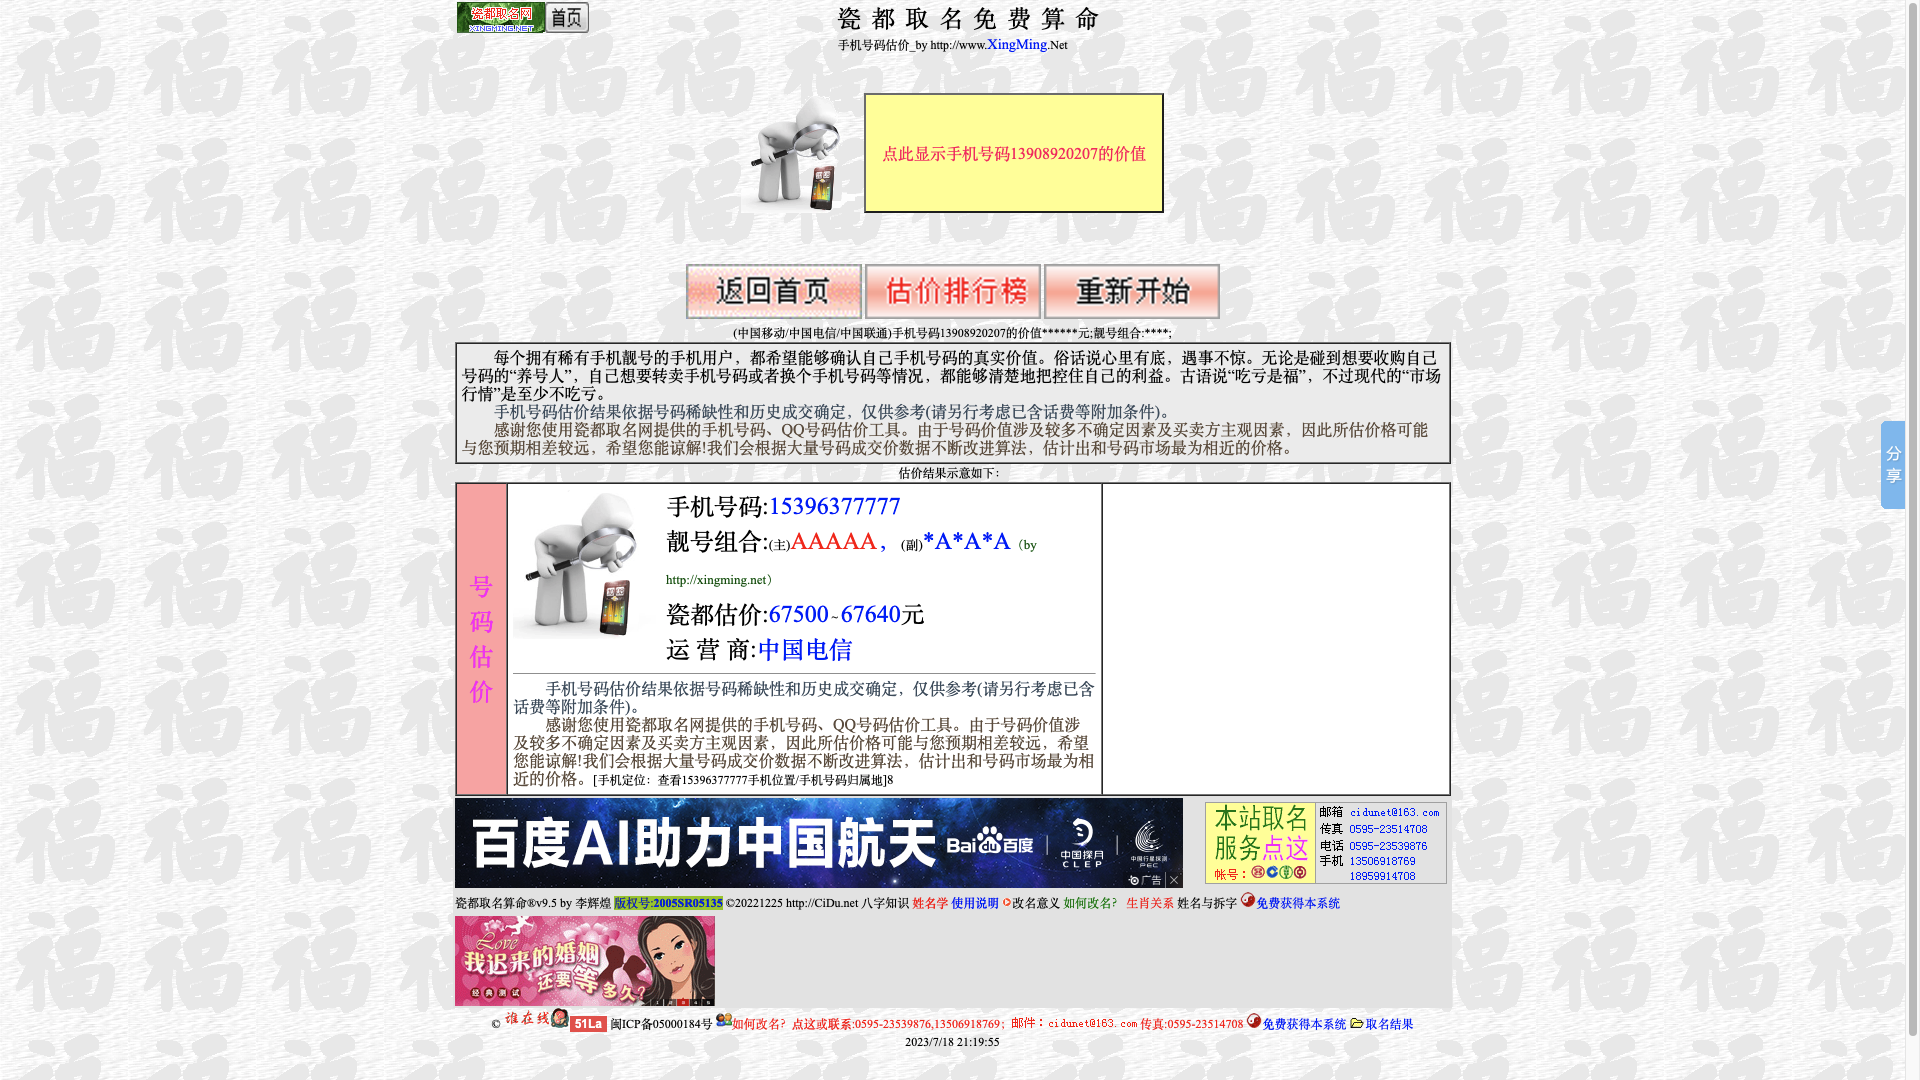 瓷都取名网
XINGMING.NET
首页
瓷都取名免费算命
手机号码估价_by http://www.XingMing.Net
点此显示手机号码13908920207的价值
返回首页 估价排行榜 重新开始
(中国移动/中国电信/中国联通)手机号码13908920207的价值******元;靓号组合:****;
每个拥有稀有手机靓号的手机用户，都希望能够确认自己手机号码的真实价值。俗话说心里有底，遇事不惊。无论是碰到想要收购自己
号码的“养号人”，自己想要转卖手机号码或者换个手机号码等情况，都能够清楚地把控住自己的利益。古语说“吃亏是福”，不过现代的“市场
行情”是至少不吃亏。
手机号码估价结果依据号码稀缺性和历史成交确定，仅供参考(请另行考虑已含话费等附加条件)。
感谢您使用瓷都取名网提供的手机号码、QQ号码估价工具。由于号码价值涉及较多不确定因素及买卖方主观因素，因此所估价格可能
与您预期相差较远，希望您能谅解!我们会根据大量号码成交价数据不断改进算法，估计出和号码市场最为相近的价格。
估价结果示意如下：
号
码
估
价
手机号码:15396377777
靓号组合:(主)AAAAA， (副)*A*A*A（by
http://xingming.net）
瓷都估价:67500~67640元
运 营 商:中国电信
手机号码估价结果依据号码稀缺性和历史成交确定，仅供参考(请另行考虑已含
话费等附加条件)。
感谢您使用瓷都取名网提供的手机号码、QQ号码估价工具。由于号码价值涉
及较多不确定因素及买卖方主观因素，因此所估价格可能与您预期相差较远，希望
您能谅解!我们会根据大量号码成交价数据不断改进算法，估计出和号码市场最为相
近的价格。[手机定位：查看15396377777手机位置/手机号码归属地]8
分
享
百度AI助力中国航天 Bai百度 中国探月 CLEP 中国行星探测 PEC
广告
本站取名
服务点这
帐号：
邮箱 cidunet@163.com
传真 0595-23514708
电话 0595-23539876
手机 13506918769
18959914708
瓷都取名算命®v9.5 by 李辉煌 版权号:2005SR05135 ©20221225 http://CiDu.net 八字知识 姓名学 使用说明 改名意义 如何改名? 生肖关系 姓名与拆字 免费获得本系统
Love
我迟来的婚姻
还要等
多久?
经典测试
© 谁在线 51La 闽ICP备05000184号 如何改名? 点这或联系:0595-23539876,13506918769；邮件：cidunet@163.com 传真:0595-23514708 免费获得本系统 取名结果
2023/7/18 21:19:55